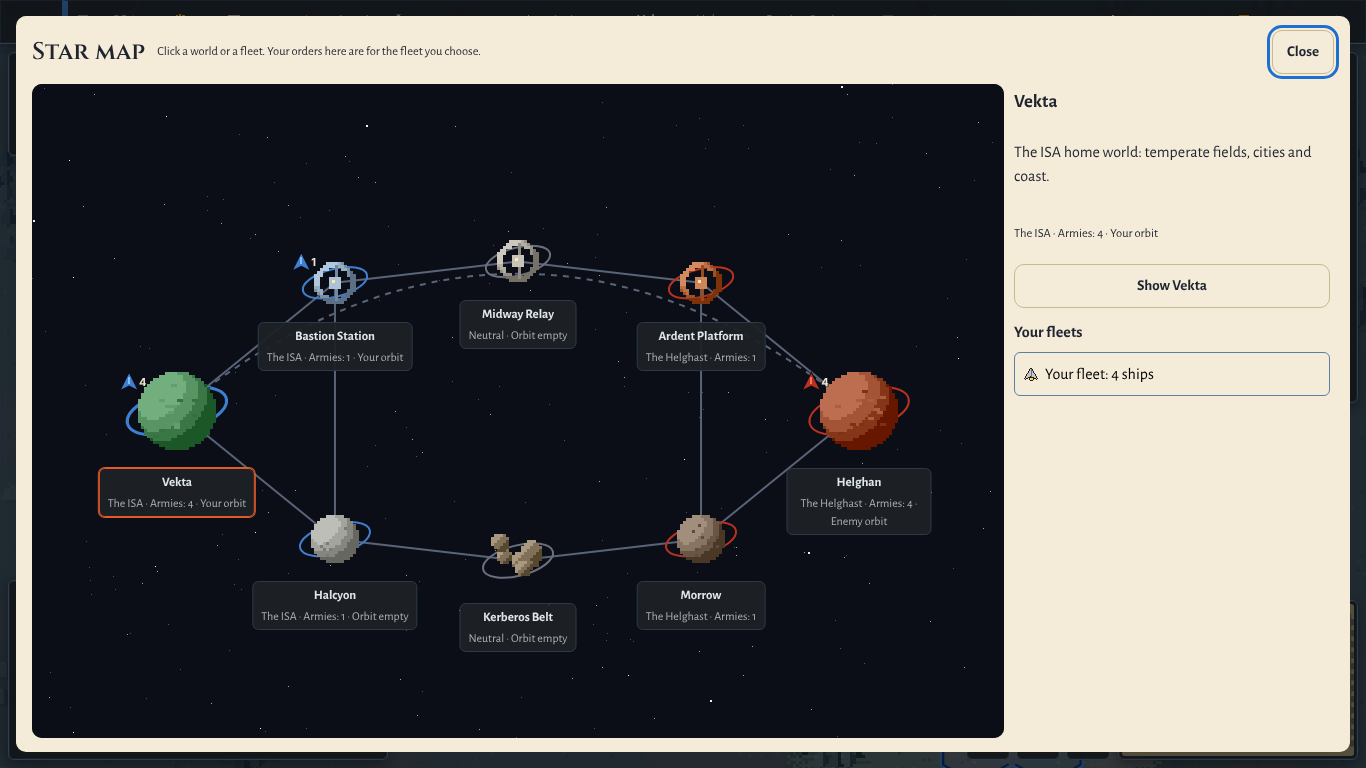 Star map
Click a world or a fleet. Your orders here are for the fleet you choose.
Close
1
Midway Relay
Neutral · Orbit empty
Bastion Station
The ISA · Armies: 1 · Your orbit
Ardent Platform
The Helghast · Armies: 1
4
4
Vekta
The ISA · Armies: 4 · Your orbit
Helghan
The Helghast · Armies: 4 ·
Enemy orbit
Halcyon
The ISA · Armies: 1 · Orbit empty
Kerberos Belt
Neutral · Orbit empty
Morrow
The Helghast · Armies: 1
Vekta
The ISA home world: temperate fields, cities and
coast.
The ISA · Armies: 4 · Your orbit
Show Vekta
Your fleets
Your fleet: 4 ships